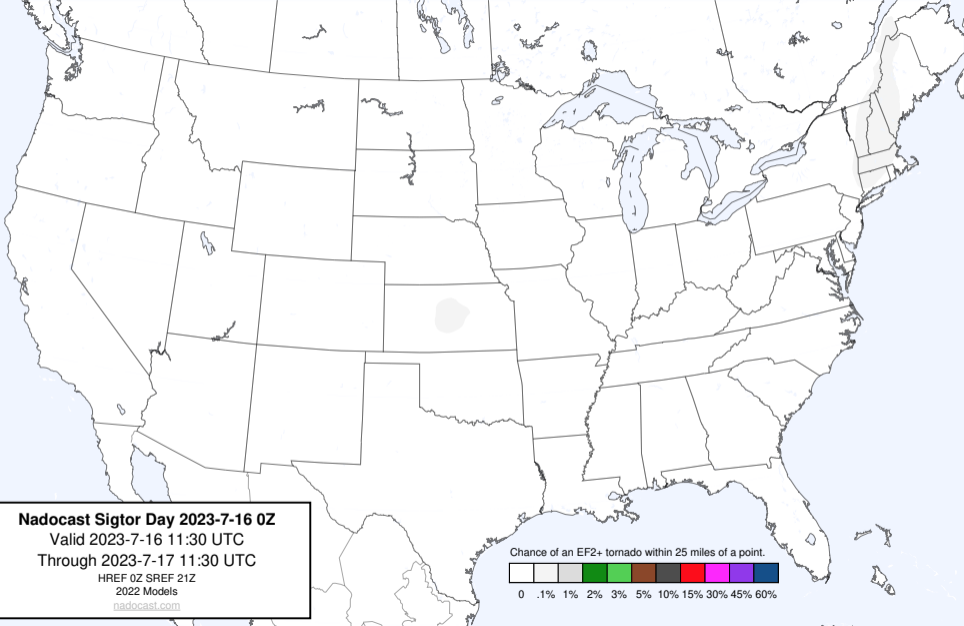 Nadocast Sigtor Day 2023-7-16 0Z
Valid 2023-7-16 11:30 UTC
Through 2023-7-17 11:30 UTC
HREF 0Z SREF 21Z
2022 Models
nadocast.com
Chance of an EF2+ tornado within 25 miles of a point.
0 .1% 1% 2% 3% 5% 10% 15% 30% 45% 60%